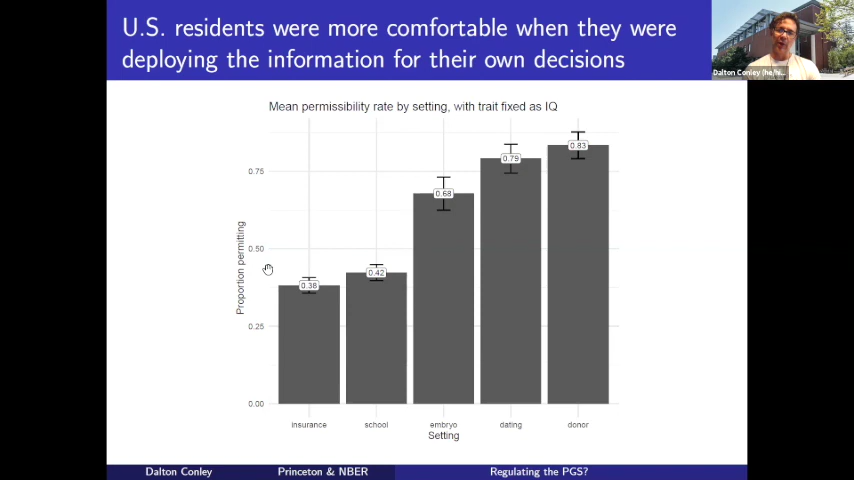 U.S. residents were more comfortable when they were
deploying the information for their own decisions
Dalton Conley (he/hi...
Mean permissibility rate by setting, with trait fixed as IQ
Proportion permitting
0.75
0.50
0.25
0.00
0.38
0.42
0.68
0.79
0.83
insurance school embryo dating donor
Setting
Dalton Conley Princeton & NBER Regulating the PGS?